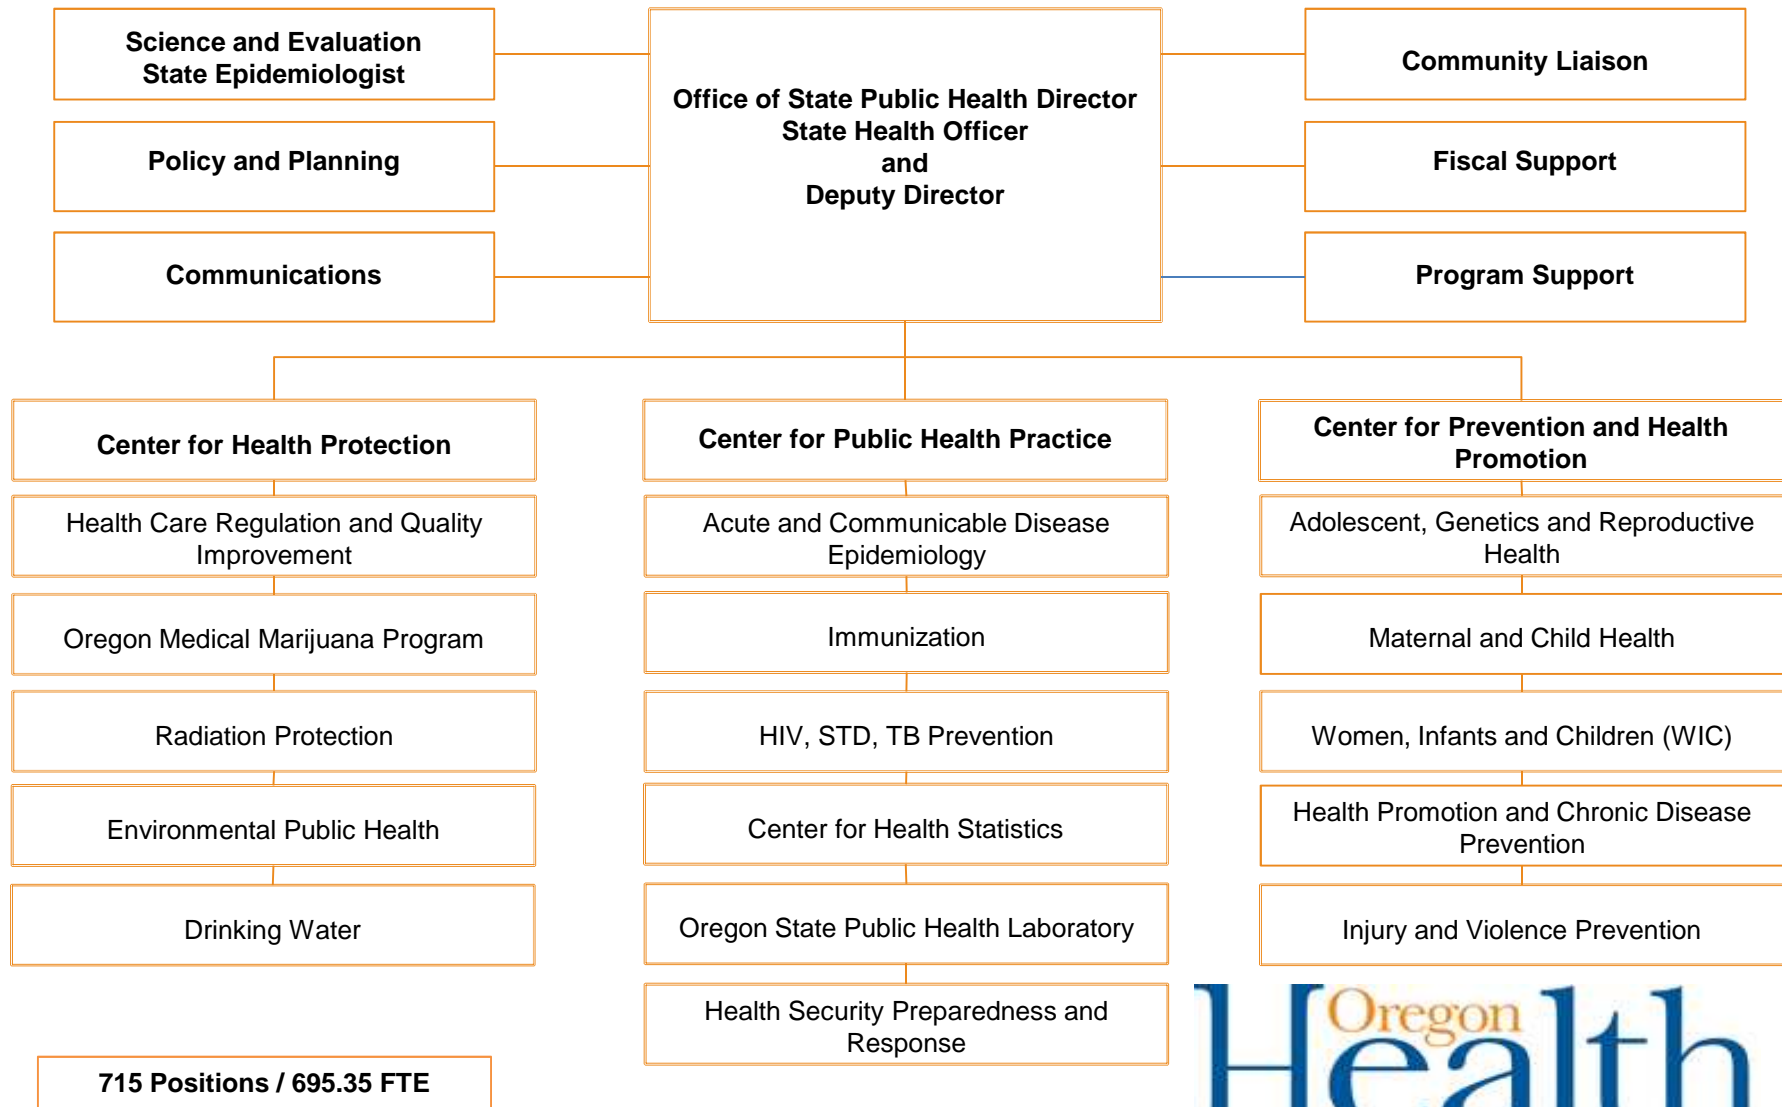 Science and Evaluation
State Epidemiologist
Policy and Planning
Communications
Office of State Public Health Director
State Health Officer
and
Deputy Director
Community Liaison
Fiscal Support
Program Support
Center for Health Protection
Health Care Regulation and Quality
Improvement
Oregon Medical Marijuana Program
Radiation Protection
Environmental Public Health
Drinking Water
Center for Public Health Practice
Acute and Communicable Disease
Epidemiology
Immunization
HIV, STD, TB Prevention
Center for Health Statistics
Oregon State Public Health Laboratory
Health Security Preparedness and
Response
Center for Prevention and Health
Promotion
Adolescent, Genetics and Reproductive
Health
Maternal and Child Health
Women, Infants and Children (WIC)
Health Promotion and Chronic Disease
Prevention
Injury and Violence Prevention
715 Positions / 695.35 FTE
Oregon
Health